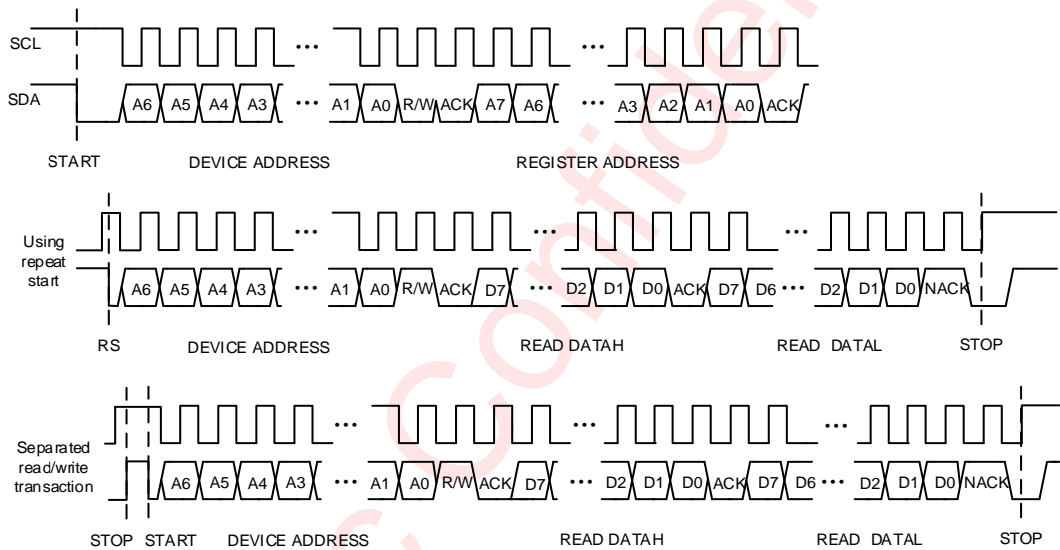 SCL
SDA
A6 A5 A4 A3 ••• A1 A0 R/W ACK A7 A6 ••• A3 A2 A1 A0 ACK
START DEVICE ADDRESS REGISTER ADDRESS
Using
repeat
start
A6 A5 A4 A3 ••• A1 A0 R/W ACK D7 ••• D2 D1 D0 ACK D7 D6 ••• D2 D1 D0 NACK
RS DEVICE ADDRESS READ DATAH READ DATAL STOP
Separated
read/write
transaction
A6 A5 A4 A3 ••• A1 A0 R/W ACK D7 ••• D2 D1 D0 ACK D7 D6 ••• D2 D1 D0 NACK
STOP START DEVICE ADDRESS READ DATAH READ DATAL STOP